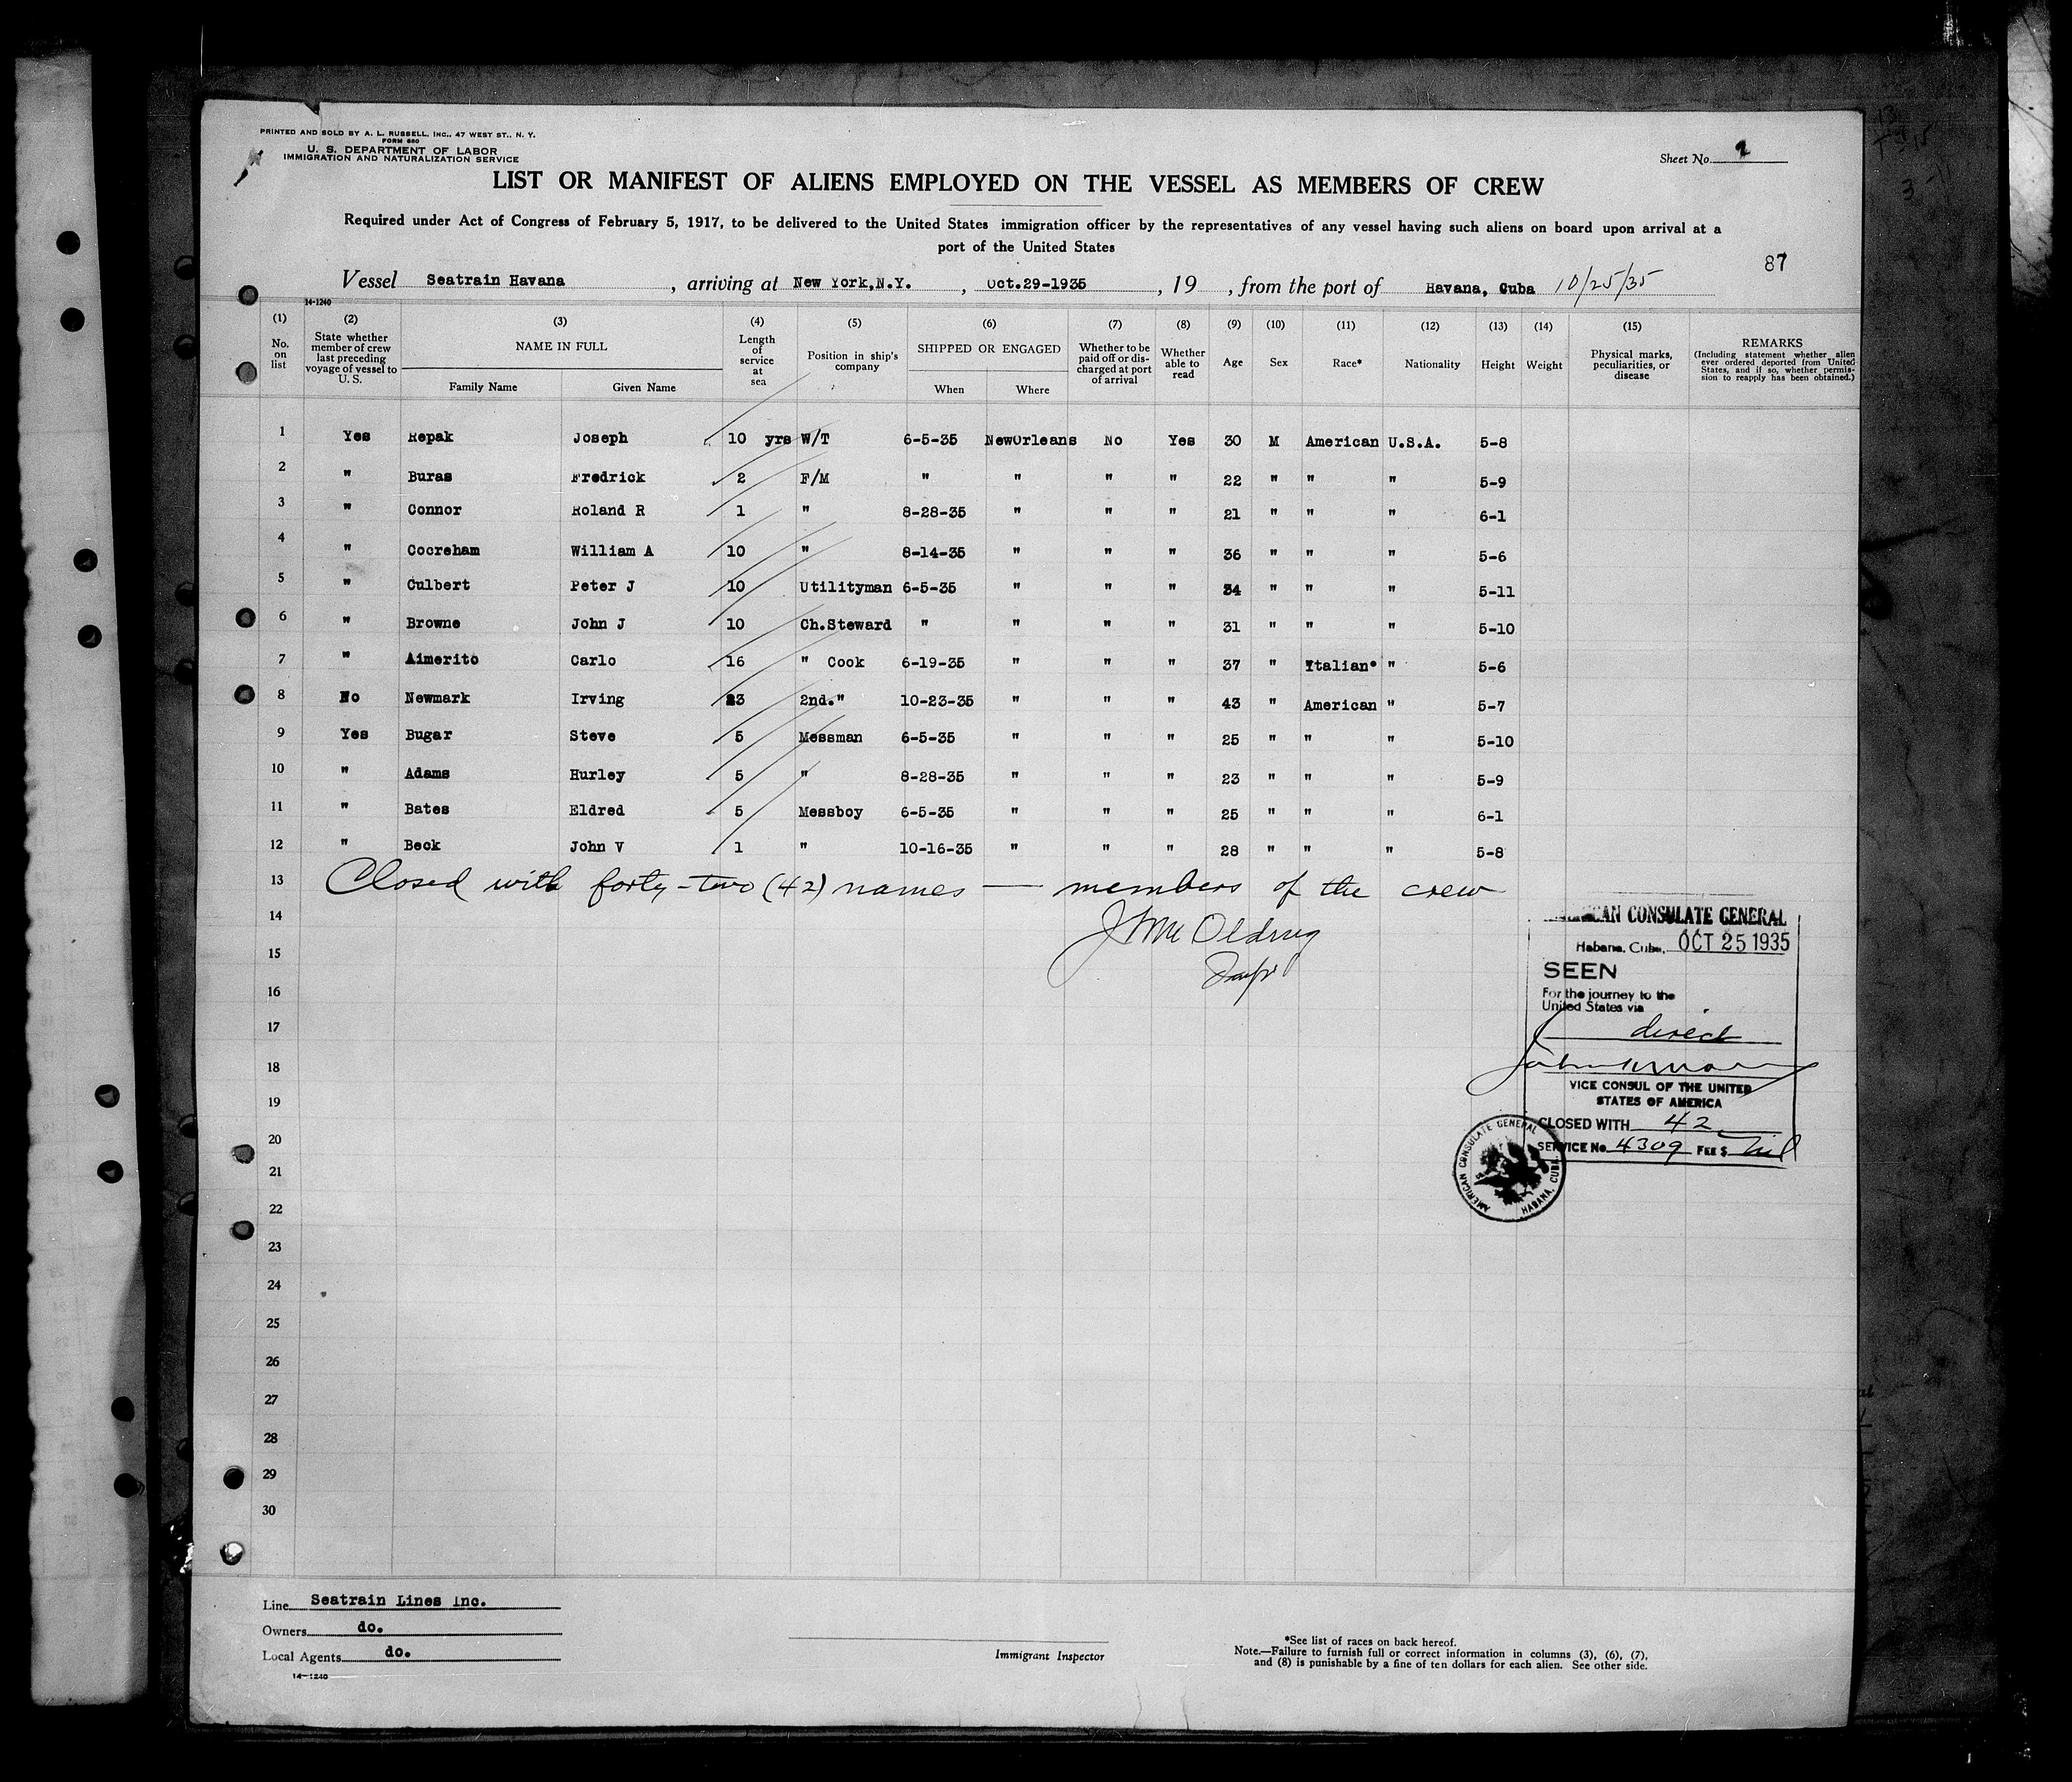 PRINTED AND SOLD BY A. L. RUSSELL, INC., 47 WEST ST., N. Y.
FORM 680
U. S. DEPARTMENT OF LABOR
IMMIGRATION AND NATURALIZATION SERVICE
Sheet No. 2
LIST OR MANIFEST OF ALIENS EMPLOYED ON THE VESSEL AS MEMBERS OF CREW
Required under Act of Congress of February 5, 1917, to be delivered to the United States immigration officer by the representatives of any vessel having such aliens on board upon arrival at a
port of the United States
87
Vessel Seatrain Havana, arriving at New York,N.Y., Oct.29-1935, 19 , from the port of Havana, Cuba 10/25/35
14-1240
(1) No. on list (2) State whether member of crew last preceding voyage of vessel to U. S. (3) NAME IN FULL Family Name Given Name (4) Length of service at sea (5) Position in ship's company (6) SHIPPED OR ENGAGED When Where (7) Whether to be paid off or discharged at port of arrival (8) Whether able to read (9) Age (10) Sex (11) Race* (12) Nationality (13) Height (14) Weight (15) Physical marks, peculiarities, or disease REMARKS (Including statement whether alien ever ordered deported from United States, and if so, whether permission to reapply has been obtained.)
1 Yes Repak Joseph 10 yrs W/T 6-5-35 NewOrleans No Yes 30 M American U.S.A. 5-8
2 " Buras Fredrick 2 F/M " " " " 22 " " " 5-9
3 " Connor Roland R 1 " 8-28-35 " " " 21 " " " 6-1
4 " Cocreham William A 10 " 8-14-35 " " " 36 " " " 5-6
5 " Culbert Peter J 10 Utilityman 6-5-35 " " " 34 " " " 5-11
6 " Browne John J 10 Ch.Steward " " " " 31 " " " 5-10
7 " Aimerito Carlo 16 " Cook 6-19-35 " " " 37 " Italian* " 5-6
8 No Newmark Irving 23 2nd." 10-23-35 " " " 43 " American " 5-7
9 Yes Bugar Steve 5 Messman 6-5-35 " " " 25 " " " 5-10
10 " Adams Hurley 5 " 8-28-35 " " " 23 " " " 5-9
11 " Bates Eldred 5 Messboy 6-5-35 " " " 25 " " " 6-1
12 " Beck John V 1 " 10-16-35 " " " 28 " " " 5-8
13 Closed with forty-two (42) names — members of the crew
14
15
16
17
18
19
20
21
22
23
24
25
26
27
28
29
30
AMERICAN CONSULATE GENERAL
Habana, Cuba, OCT 25 1935
SEEN
For the journey to the
United States via
direct
VICE CONSUL OF THE UNITED
STATES OF AMERICA
CLOSED WITH 42
SERVICE No. 4309 FEE $ nil
AMERICAN CONSULATE GENERAL HABANA, CUBA
Line Seatrain Lines Inc.
Owners do.
Local Agents do.
14-1240
Immigrant Inspector
*See list of races on back hereof.
Note.—Failure to furnish full or correct information in columns (3), (6), (7),
and (8) is punishable by a fine of ten dollars for each alien. See other side.